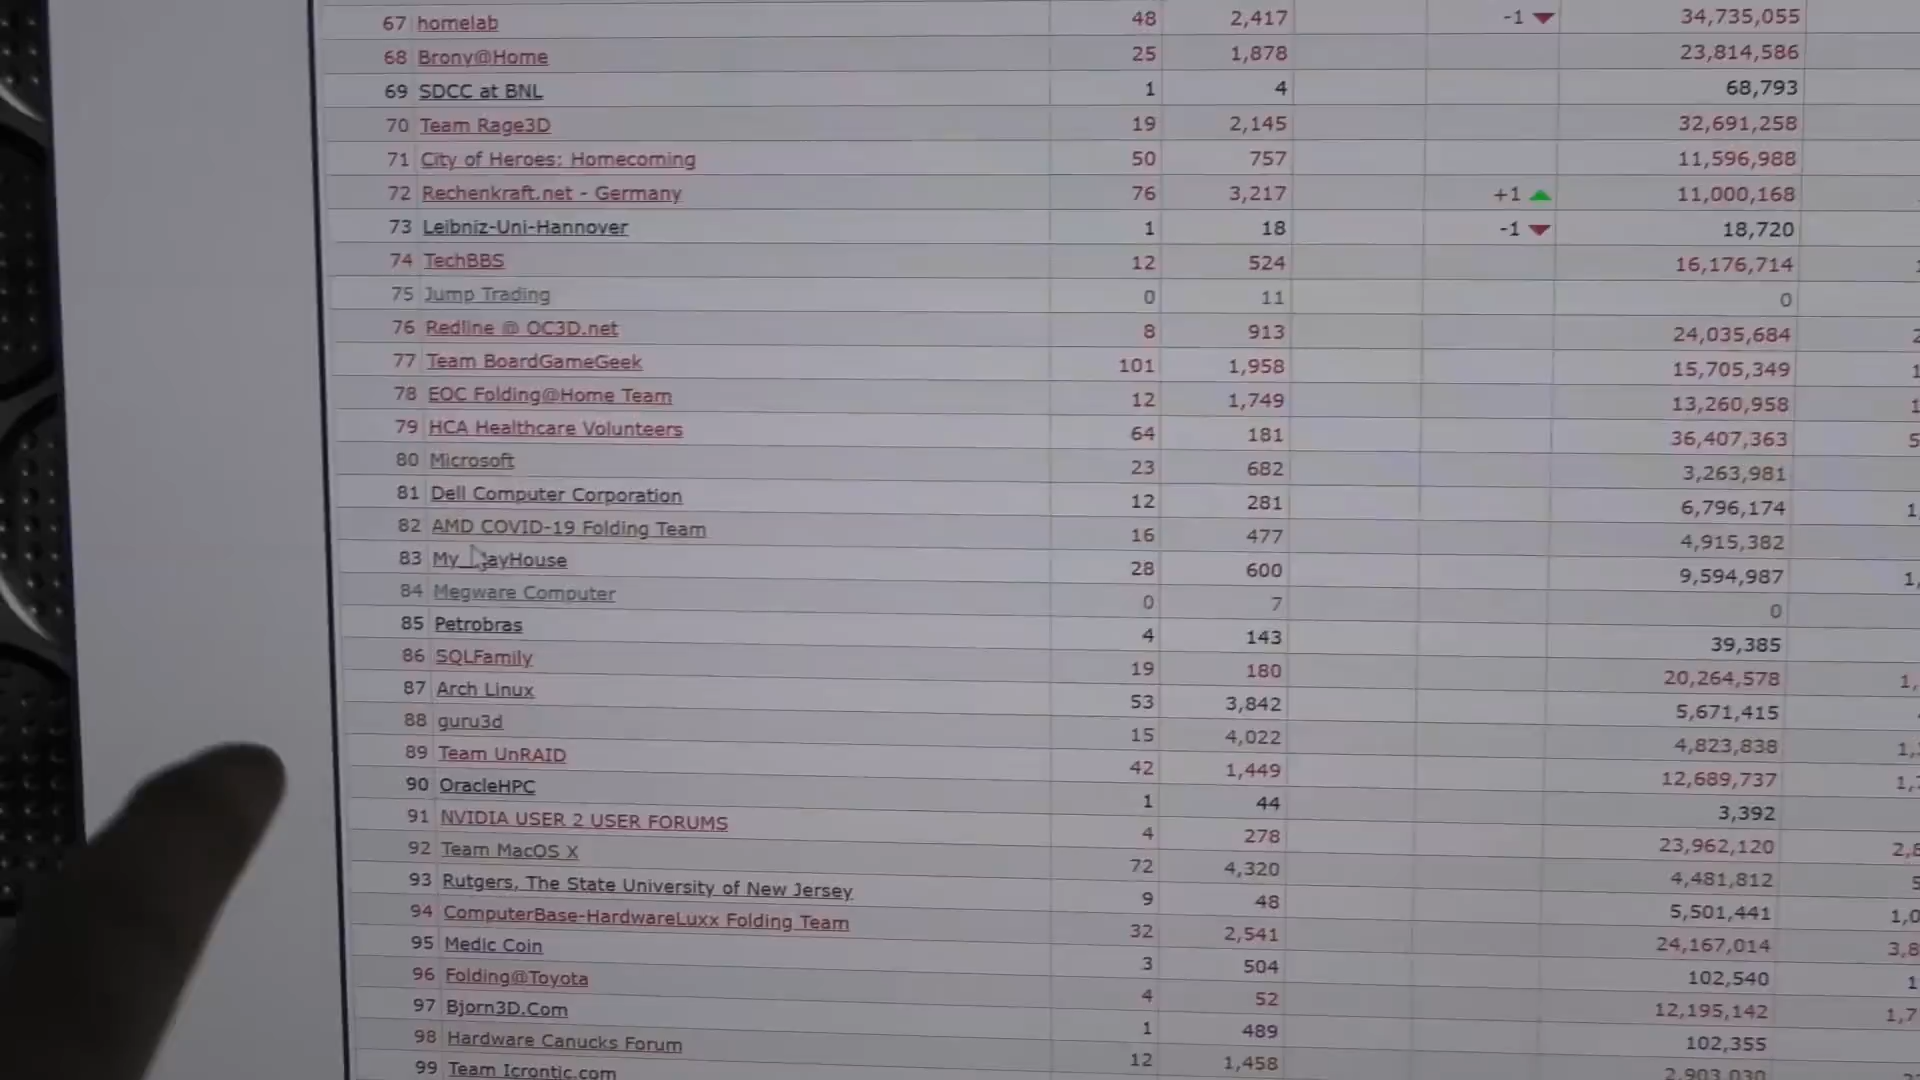 67 homelab 48 2,417 -1 34,735,055
68 Brony@Home 25 1,878 23,814,586
69 SDCC at BNL 1 4 68,793
70 Team Rage3D 19 2,145 32,691,258
71 City of Heroes: Homecoming 50 757 11,596,988
72 Rechenkraft.net - Germany 76 3,217 +1 11,000,168
73 Leibniz-Uni-Hannover 1 18 -1 18,720
74 TechBBS 12 524 16,176,714
75 Jump Trading 0 11 0
76 Redline @ OC3D.net 8 913 24,035,684
77 Team BoardGameGeek 101 1,958 15,705,349
78 EOC Folding@Home Team 12 1,749 13,260,958
79 HCA Healthcare Volunteers 64 181 36,407,363
80 Microsoft 23 682 3,263,981
81 Dell Computer Corporation 12 281 6,796,174
82 AMD COVID-19 Folding Team 16 477 4,915,382
83 28 600 9,594,987
84 Megware Computer 0 7 0
85 Petrobras 4 143 39,385
86 SQLFamily 19 180 20,264,578
87 Arch Linux 53 3,842 5,671,415
88 guru3d 15 4,022 4,823,838
89 Team UnRAID 42 1,449 12,689,737
90 OracleHPC 1 44 3,392
91 NVIDIA USER 2 USER FORUMS 4 278 23,962,120
92 Team MacOS X 72 4,320 4,481,812
93 Rutgers, The State University of New Jersey 9 48 5,501,441
94 ComputerBase-HardwareLuxx Folding Team 32 2,541 24,167,014
95 Medic Coin 3 504 102,540
96 Folding@Toyota 4 52 12,195,142
97 Bjorn3D.Com 1 489 102,355
98 Hardware Canucks Forum 12 1,458 2,903,030
99 Team Icrontic.com